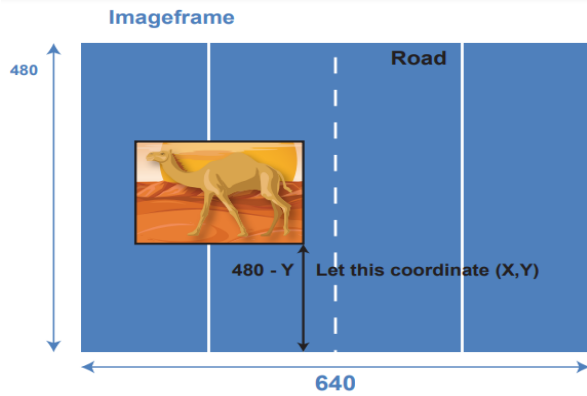 Imageframe
Road
480
480 - Y Let this coordinate (X,Y)
640